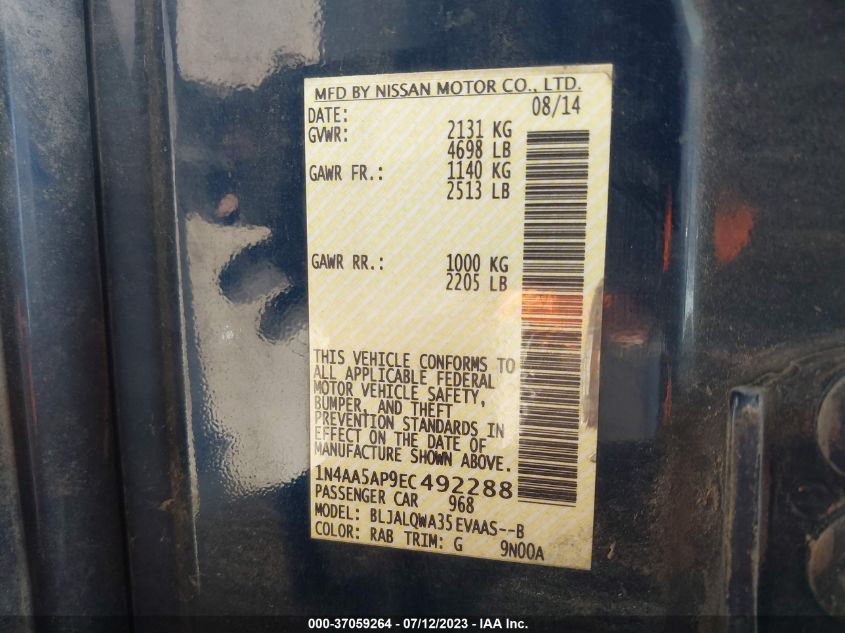 MFD BY NISSAN MOTOR CO., LTD.
DATE: 08/14
GVWR: 2131 KG
4698 LB
GAWR FR.: 1140 KG
2513 LB
GAWR RR.: 1000 KG
2205 LB
THIS VEHICLE CONFORMS TO
ALL APPLICABLE FEDERAL
MOTOR VEHICLE SAFETY,
BUMPER, AND THEFT
PREVENTION STANDARDS IN
EFFECT ON THE DATE OF
MANUFACTURE SHOWN ABOVE.
1N4AA5AP9EC492288
PASSENGER CAR 968
MODEL: BLJALQWA35EVAAS--B
COLOR: RAB TRIM: G 9N00A
000-37059264 - 07/12/2023 - IAA Inc.